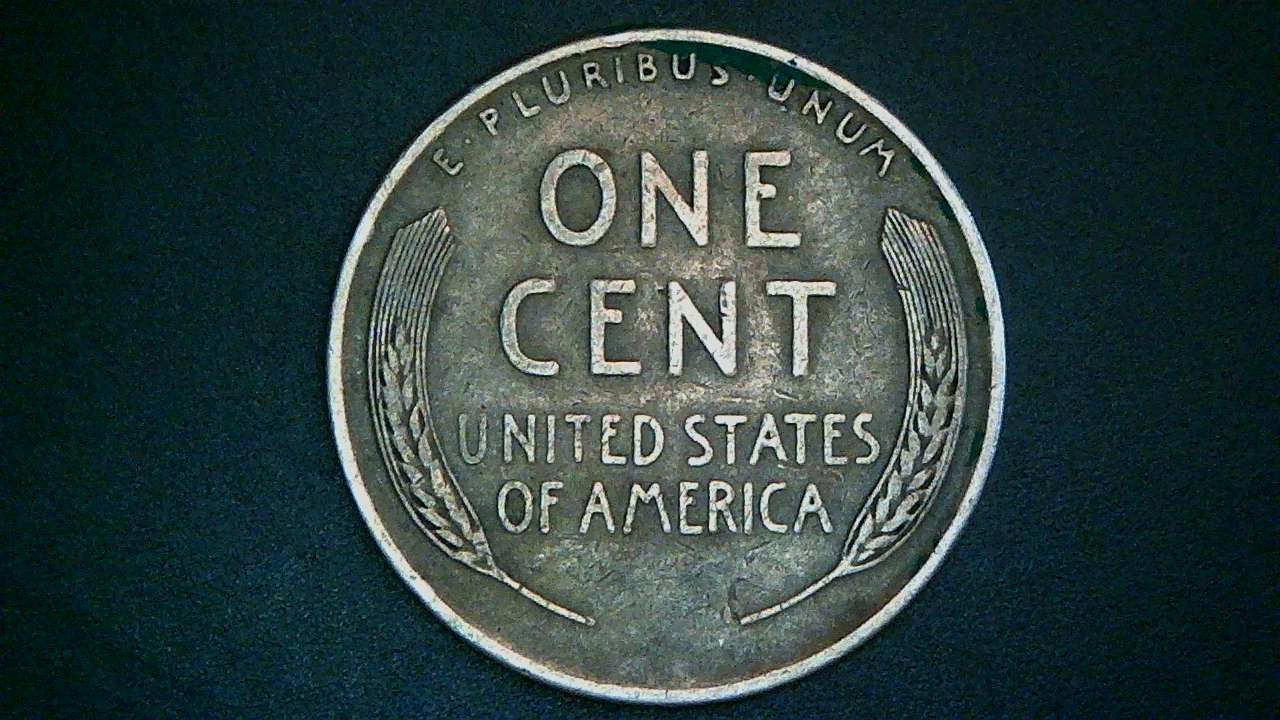 E·PLURIBUS·UNUM
ONE
CENT
UNITED STATES
OF AMERICA